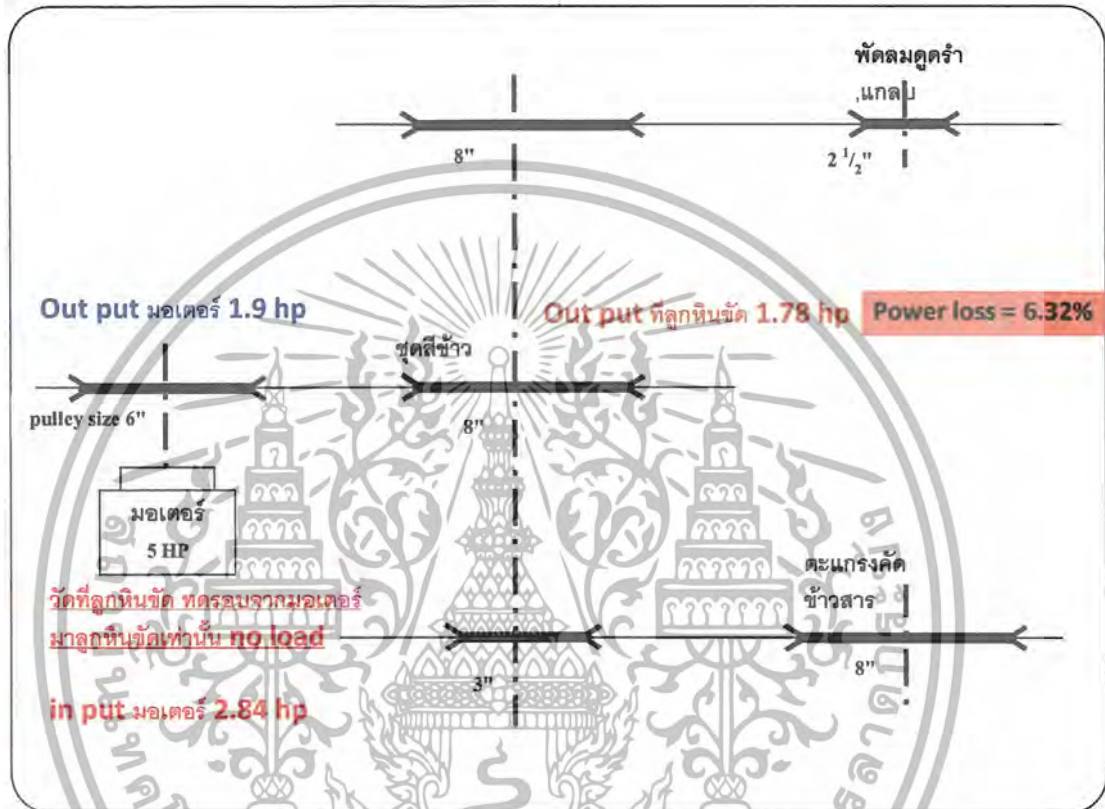 พัดลมดูดรำ
,แกลบ
8"
2 1/2"
Out put มอเตอร์ 1.9 hp
Out put ที่ลูกหินขัด 1.78 hp
Power loss = 6.32%
ชุดสีข้าว
pulley size 6"
8"
มอเตอร์
5 HP
ตะแกรงคัด
ข้าวสาร
วัดที่ลูกหินขัด ทดรอบจากมอเตอร์
มาลูกหินขัดเท่านั้น no load
3"
8"
in put มอเตอร์ 2.84 hp